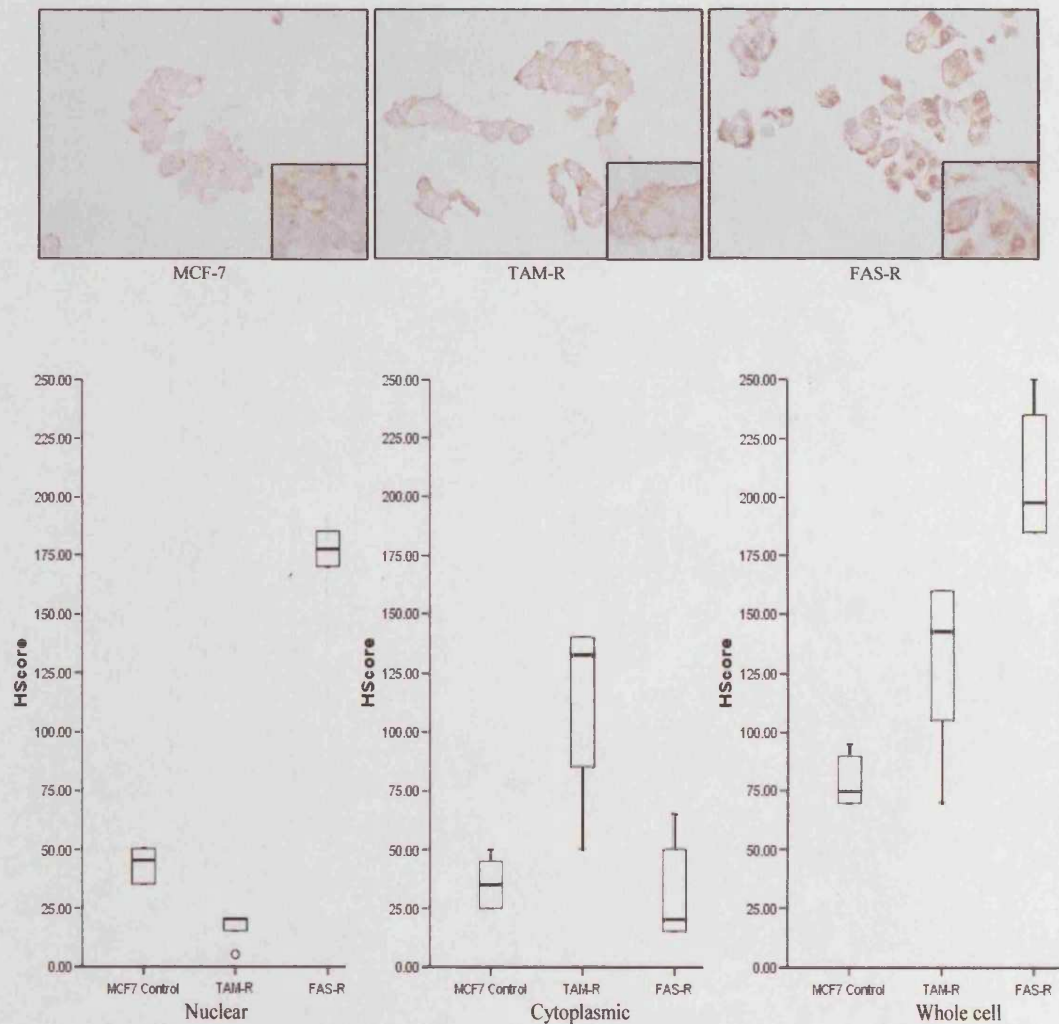 MCF-7 TAM-R FAS-R
250.00 250.00 250.00
225.00 225.00 225.00
200.00 200.00 200.00
175.00 175.00 175.00
150.00 150.00 150.00
125.00 125.00 125.00
100.00 100.00 100.00
75.00 75.00 75.00
50.00 50.00 50.00
25.00 25.00 25.00
0.00 0.00 0.00
HScore HScore HScore
MCF7 Control TAM-R FAS-R MCF7 Control TAM-R FAS-R MCF7 Control TAM-R FAS-R
Nuclear Cytoplasmic Whole cell